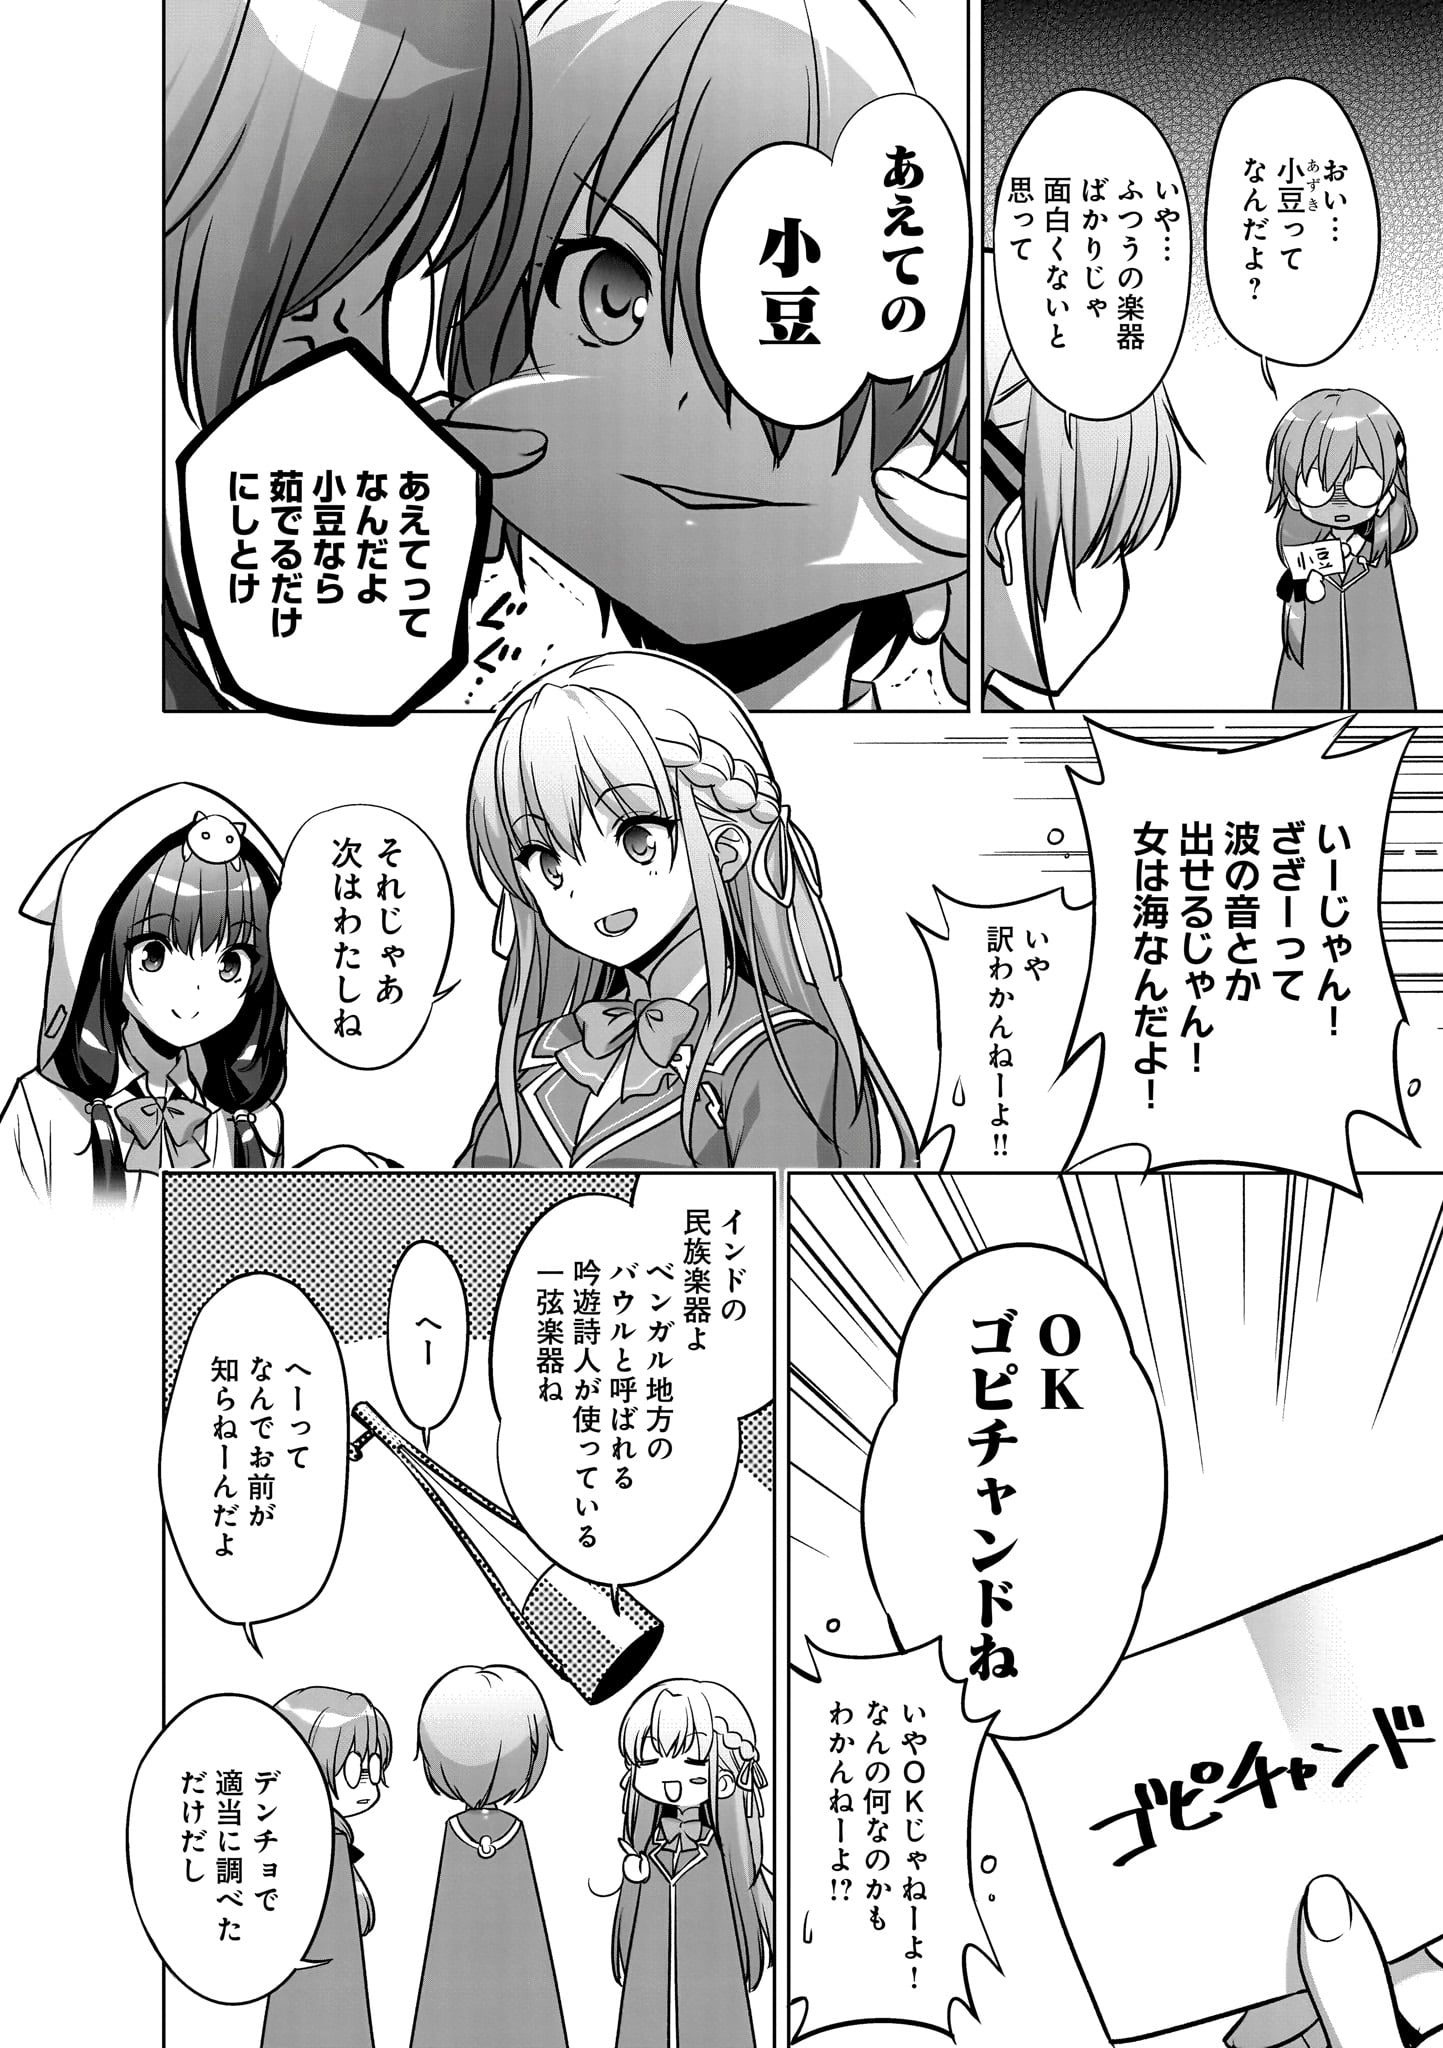 おい…
小豆って
なんだよ?
あずき
小豆
いや…
ふつうの楽器
ばかりじゃ
面白くないと
思って
あえての
小豆
あえてって
なんだよ
小豆なら
茹でるだけ
にしとけ
ぐぐぐ
いーじゃん!
ざざーって
波の音とか
出せるじゃん!
女は海なんだよ!
いや
訳わかんねーよ!!
それじゃあ
次はわたしね
OK
ゴピチャンドね
ゴピチャンド
いやOKじゃねーよ!
なんの何なのかも
わかんねーよ!?
インドの
民族楽器よ
ベンガル地方の
バウルと呼ばれる
吟遊詩人が使っている
一弦楽器ね
へー
へーって
なんでお前が
知らねーんだよ
デンチョで
適当に調べた
だけだし